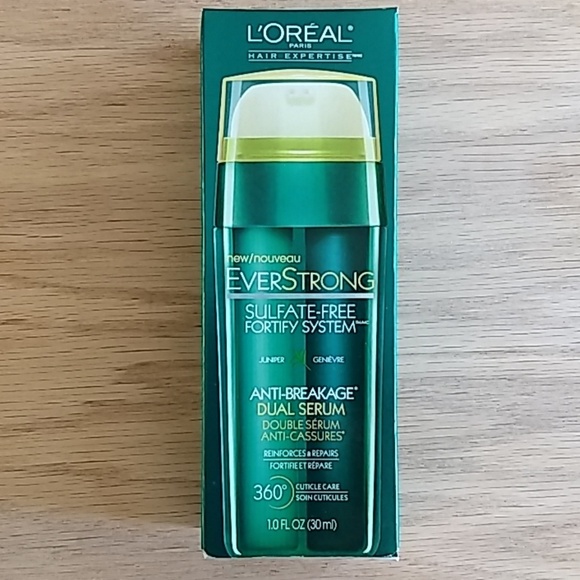 L'ORÉAL
PARIS
HAIR EXPERTISE
new/nouveau
EVERSTRONG
SULFATE-FREE
FORTIFY SYSTEM
JUNIPER GENIÈVRE
ANTI-BREAKAGE*
DUAL SERUM
DOUBLE SÉRUM
ANTI-CASSURES*
REINFORCES & REPAIRS
FORTIFIE ET RÉPARE
360° CUTICLE CARE
SOIN CUTICULES
1.0 FL OZ (30 ml)